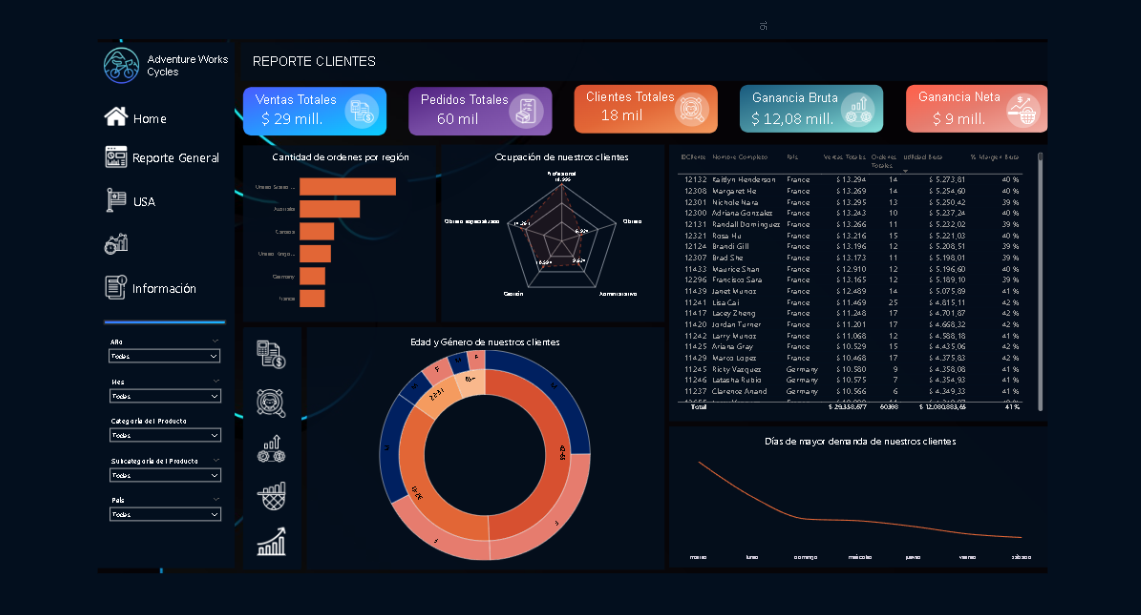 16
Adventure Works
Cycles
REPORTE CLIENTES
Home
Reporte General
USA
Información
Año
Todas
Mes
Todas
Categoría del Producto
Todas
Subcategoría del Producto
Todas
País
Todas
Ventas Totales
$ 29 mill.
Pedidos Totales
60 mil
Clientes Totales
18 mil
Ganancia Bruta
$ 12,08 mill.
Ganancia Neta
$ 9 mill.
Cantidad de ordenes por región
United States ...
Australia
Canada
United Kingd...
Germany
France
Ocupación de nuestros clientes
Profesional
Obrero especializado
Obrero
Gestión
Administrativo
Edad y Género de nuestros clientes
IDCliente Nombre Completo País Ventas Totales Ordenes Totales Utilidad Bruta % Margen Bruto
12132 Kaitlyn Henderson France $ 13.294 14 $ 5.273,81 40 %
12308 Margaret He France $ 13.269 14 $ 5.254,60 40 %
12301 Nichole Nara France $ 13.295 13 $ 5.250,42 39 %
12300 Adriana Gonzalez France $ 13.243 10 $ 5.237,24 40 %
12131 Randall Dominguez France $ 13.266 11 $ 5.232,02 39 %
12321 Rosa Hu France $ 13.216 15 $ 5.221,03 40 %
12124 Brandi Gill France $ 13.196 12 $ 5.208,51 39 %
12307 Brad She France $ 13.173 11 $ 5.198,01 39 %
11433 Maurice Shan France $ 12.910 12 $ 5.196,60 40 %
12296 Francisco Sara France $ 13.165 12 $ 5.189,10 39 %
11439 Janet Munoz France $ 12.489 14 $ 5.075,89 41 %
11241 Lisa Cai France $ 11.469 25 $ 4.815,11 42 %
11417 Lacey Zheng France $ 11.248 17 $ 4.701,87 42 %
11420 Jordan Turner France $ 11.201 17 $ 4.668,32 42 %
11242 Larry Munoz France $ 11.068 12 $ 4.588,18 41 %
11425 Ariana Gray France $ 10.529 15 $ 4.435,06 42 %
11429 Marco Lopez France $ 10.468 17 $ 4.375,83 42 %
11245 Ricky Vazquez Germany $ 10.580 9 $ 4.358,08 41 %
11246 Latasha Rubio Germany $ 10.575 7 $ 4.354,93 41 %
11237 Clarence Anand Germany $ 10.566 6 $ 4.349,33 41 %
Total $ 29.358.677 60398 $ 12.080.883,65 41 %
Días de mayor demanda de nuestros clientes
martes lunes domingo miércoles jueves viernes sábado